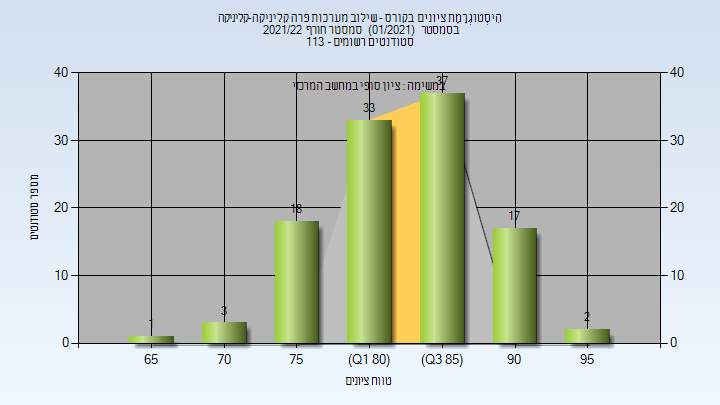 היסטוגרמת ציונים בקורס - שילוב מערכות פרה קליניקה-קליניקה
בסמסטר (01/2021) סמסטר חורף 2021/22
סטודנטים רשומים - 113
במשימה : ציון סופי במחשב המרכזי
40 40
30 30
20 20
10 10
0 0
1 3 18 33 37 17 2
65 70 75 (Q1 80) (Q3 85) 90 95
מספר סטודנטים
טווח ציונים